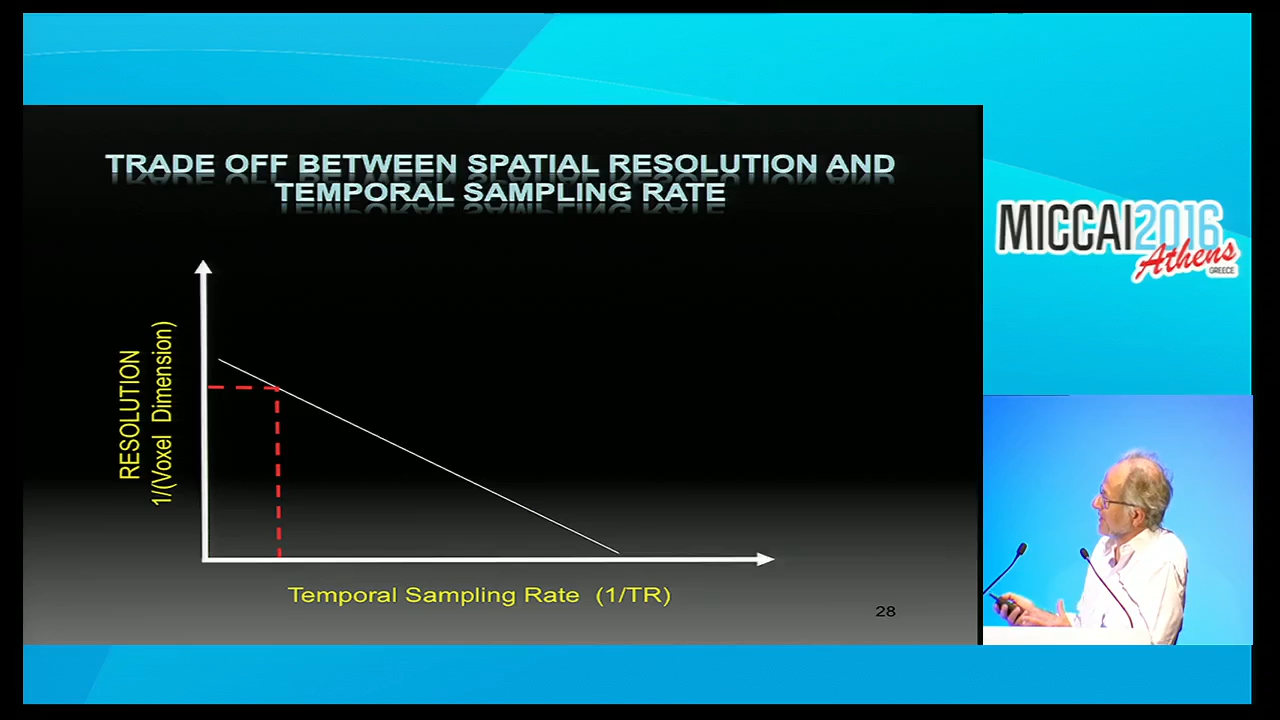 TRADE OFF BETWEEN SPATIAL RESOLUTION AND
TEMPORAL SAMPLING RATE
MICCAI2016
Athens
GREECE
RESOLUTION
1/(Voxel Dimension)
Temporal Sampling Rate (1/TR)
28